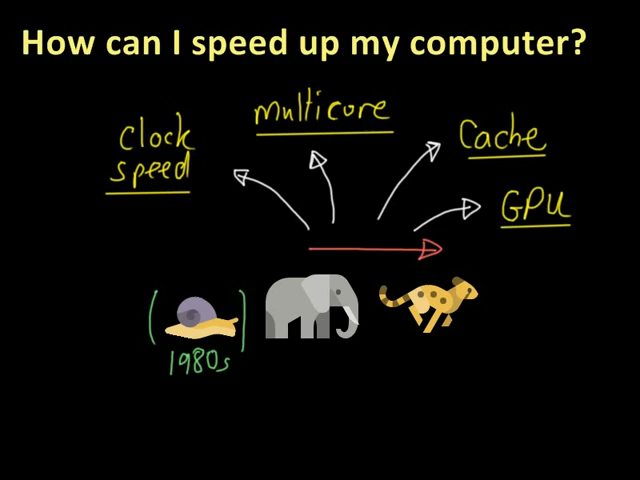 How can I speed up my computer?
multicore
clock
speed
Cache
GPU
1980s